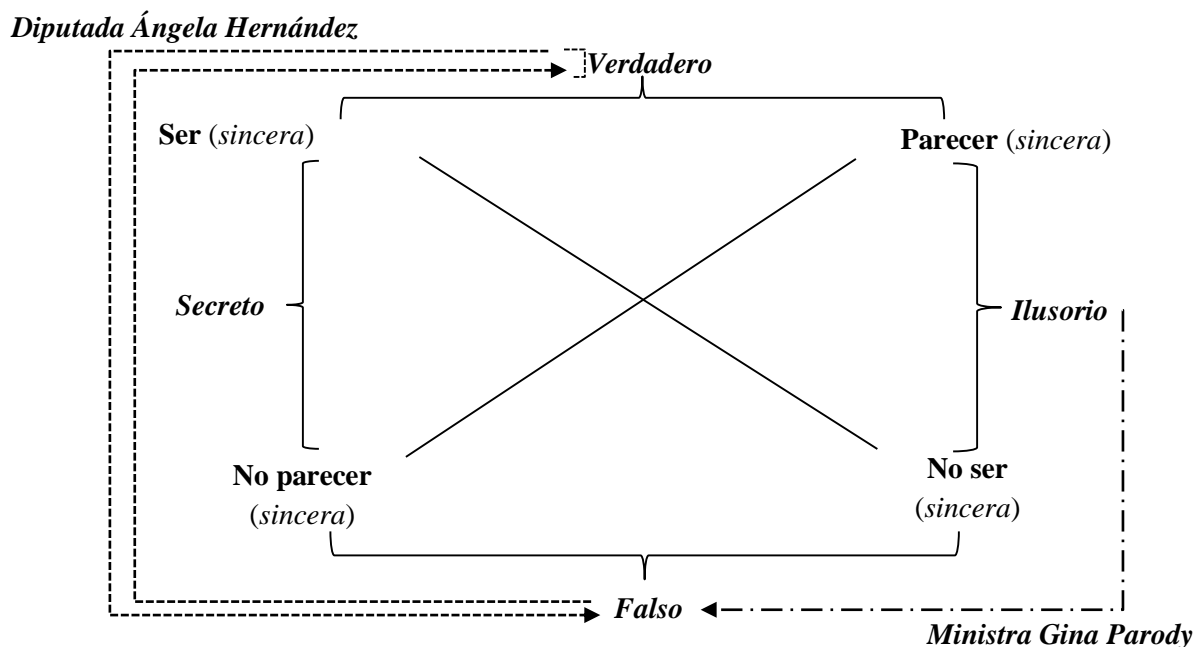 Diputada Ángela Hernández
Verdadero
Ser (sincera)
Parecer (sincera)
Secreto
Ilusorio
No parecer
(sincera)
No ser
(sincera)
Falso
Ministra Gina Parody